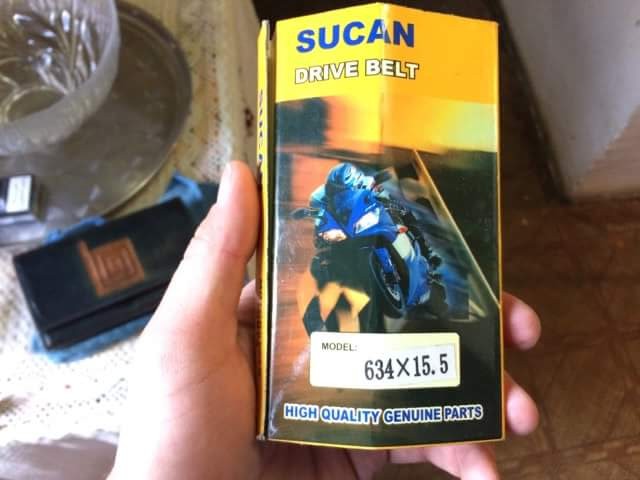 SUCAN
DRIVE BELT
MODEL:
634×15.5
HIGH QUALITY GENUINE PARTS